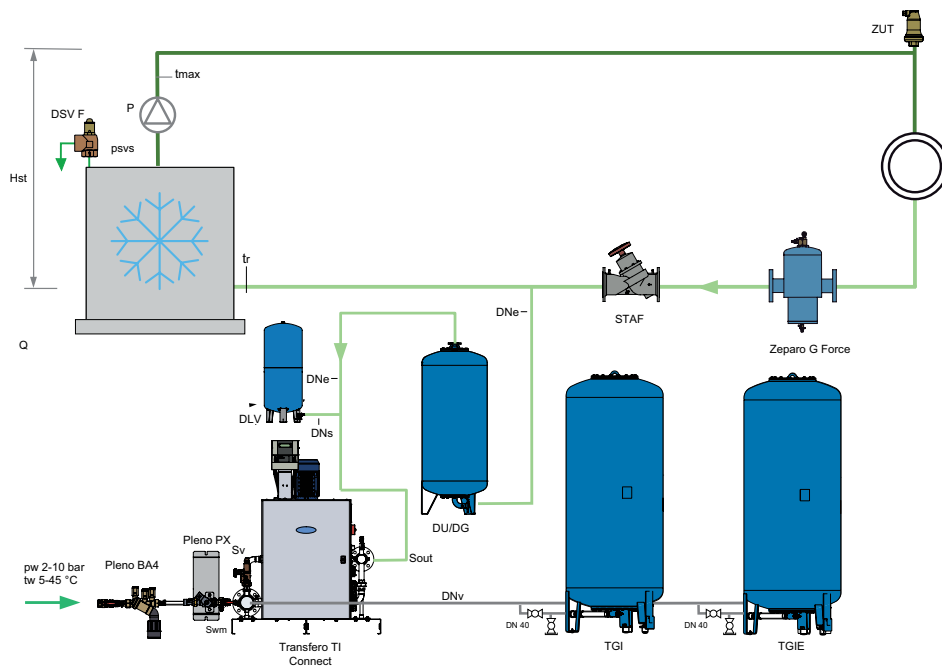 ZUT
tmax
P
DSV F
psvs
Hst
tr
DNe
STAF
Zeparo G Force
Q
DNe
DLV
DNs
DU/DG
Pleno PX
Sv
Sout
Pleno BA4
pw 2-10 bar
tw 5-45 °C
DNv
DN 40
DN 40
Swm
Transfero TI
Connect
TGI
TGIE